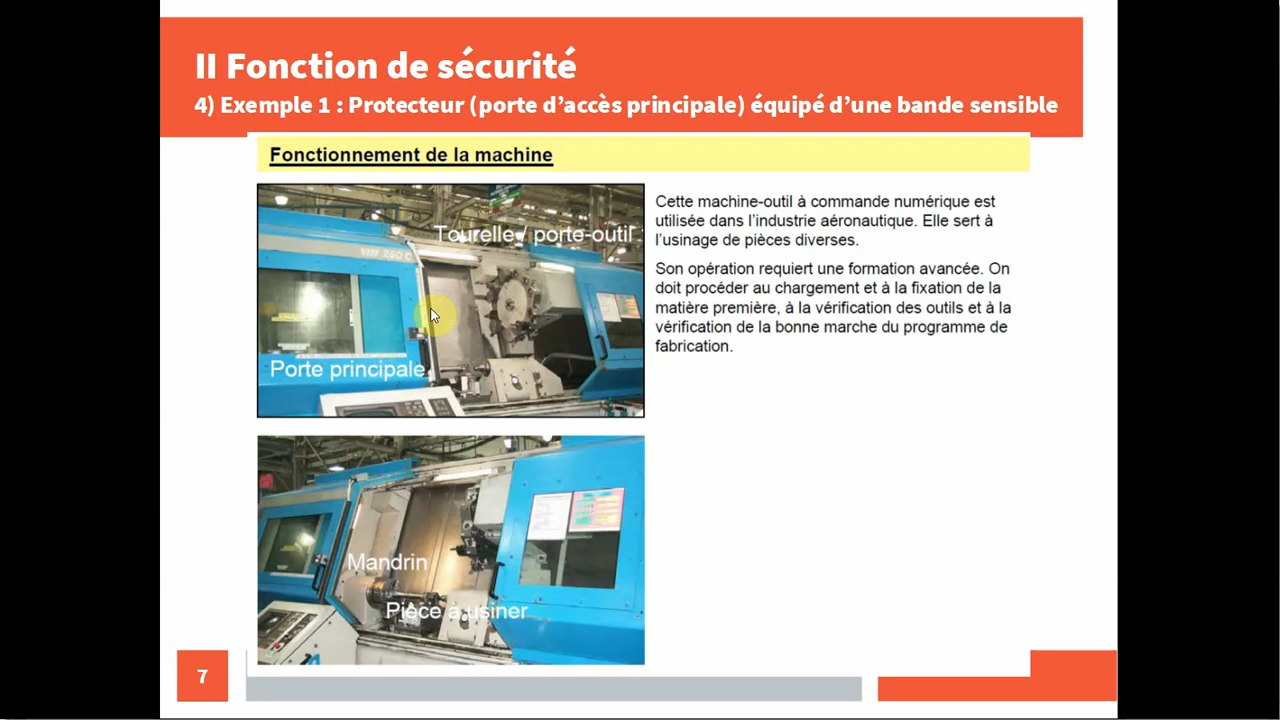 II Fonction de sécurité
4) Exemple 1 : Protecteur (porte d’accès principale) équipé d’une bande sensible
Fonctionnement de la machine
Tourelle / porte-outil
Porte principale
Cette machine-outil à commande numérique est
utilisée dans l’industrie aéronautique. Elle sert à
l’usinage de pièces diverses.
Son opération requiert une formation avancée. On
doit procéder au chargement et à la fixation de la
matière première, à la vérification des outils et à la
vérification de la bonne marche du programme de
fabrication.
Mandrin
Pièce à usiner
7